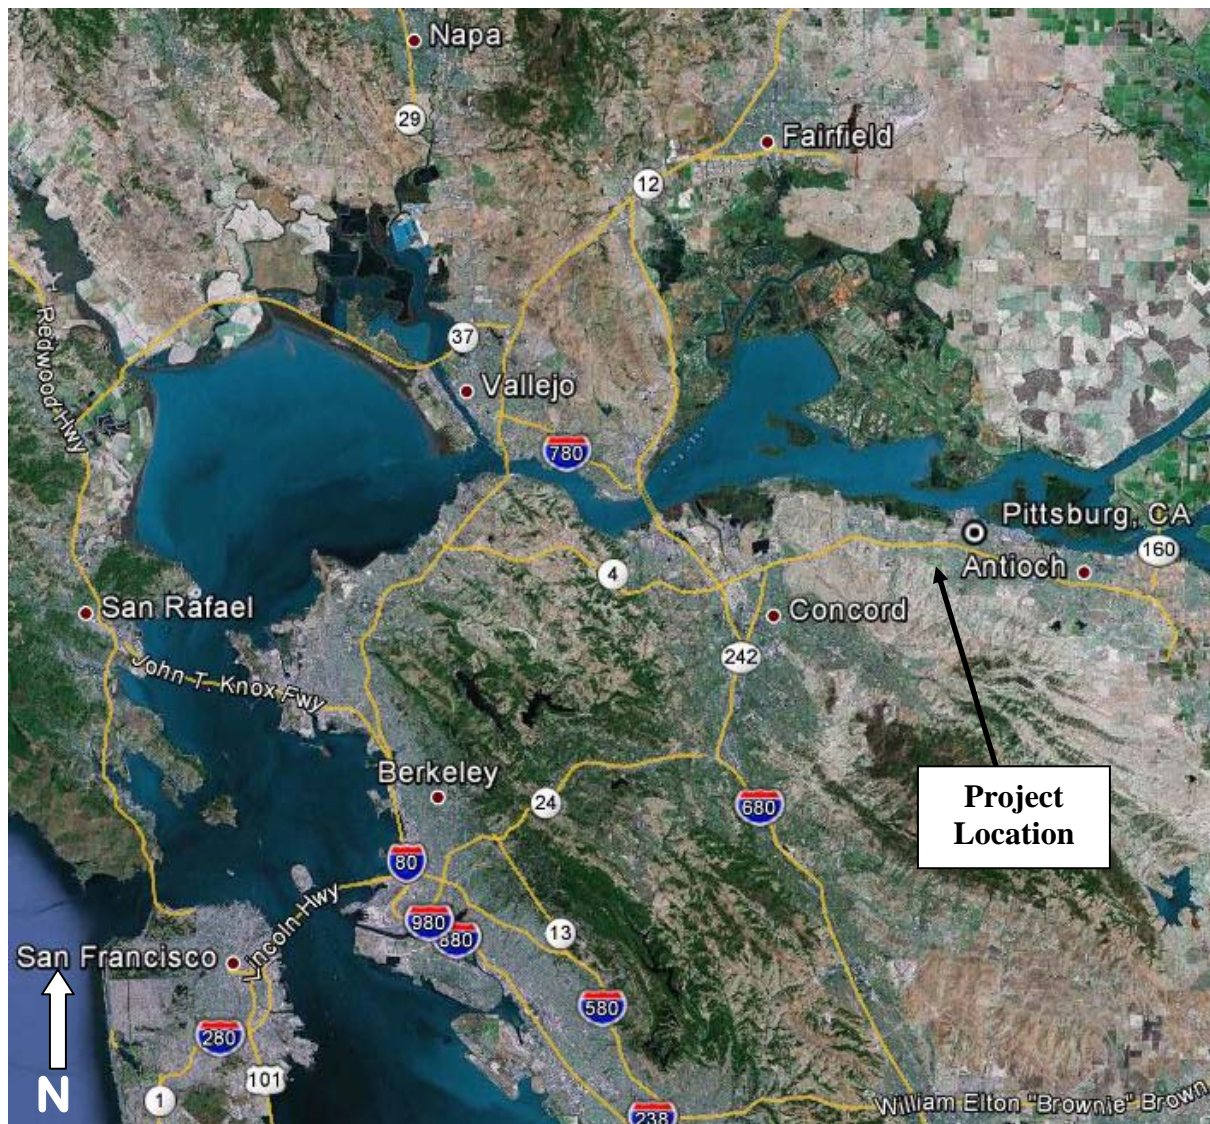 Napa
29
Fairfield
12
Redwood Hwy
37
Vallejo
780
Pittsburg, CA
160
4
Antioch
San Rafael
Concord
242
John T. Knox Fwy
Berkeley
24
680
Project
Location
80
Lincoln Hwy
980
880
13
San Francisco
580
280
N
1
101
238
William Elton "Brownie" Brown